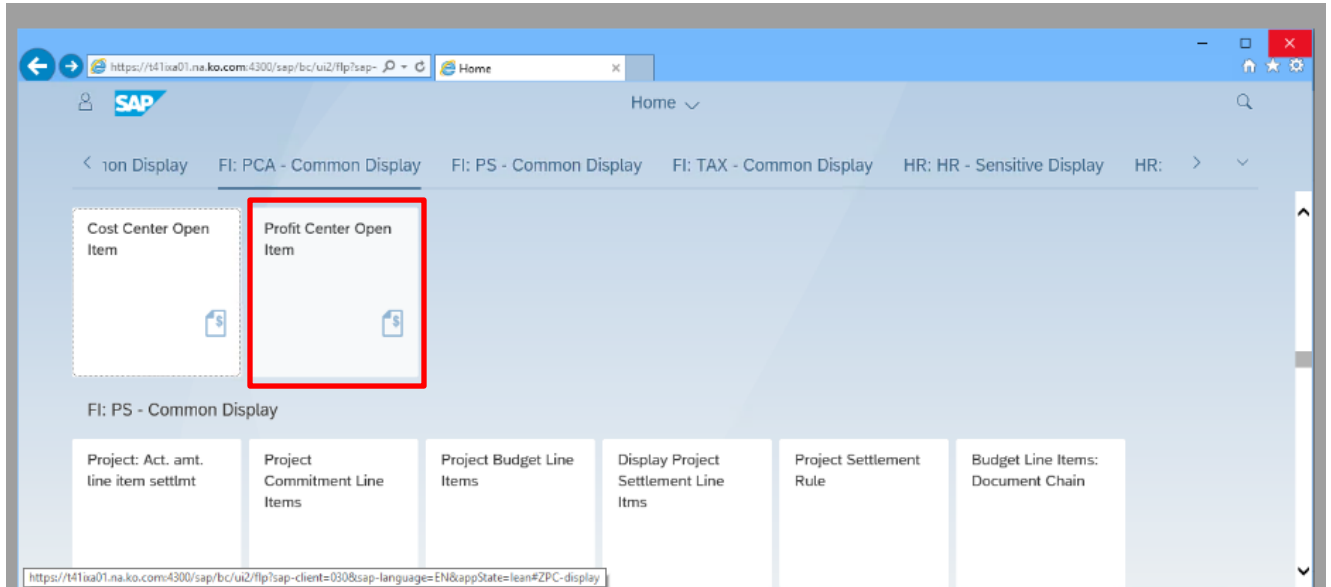 https://t41ixa01.na.ko.com:4300/sap/bc/ui2/flp?sap- Home
SAP Home
non Display FI: PCA - Common Display FI: PS - Common Display FI: TAX - Common Display HR: HR - Sensitive Display HR:
Cost Center Open
Item
Profit Center Open
Item
FI: PS - Common Display
Project: Act. amt.
line item settlmt
Project
Commitment Line
Items
Project Budget Line
Items
Display Project
Settlement Line
Itms
Project Settlement
Rule
Budget Line Items:
Document Chain
https://t41ixa01.na.ko.com:4300/sap/bc/ui2/flp?sap-client=030&sap-language=EN&appState=lean#ZPC-display